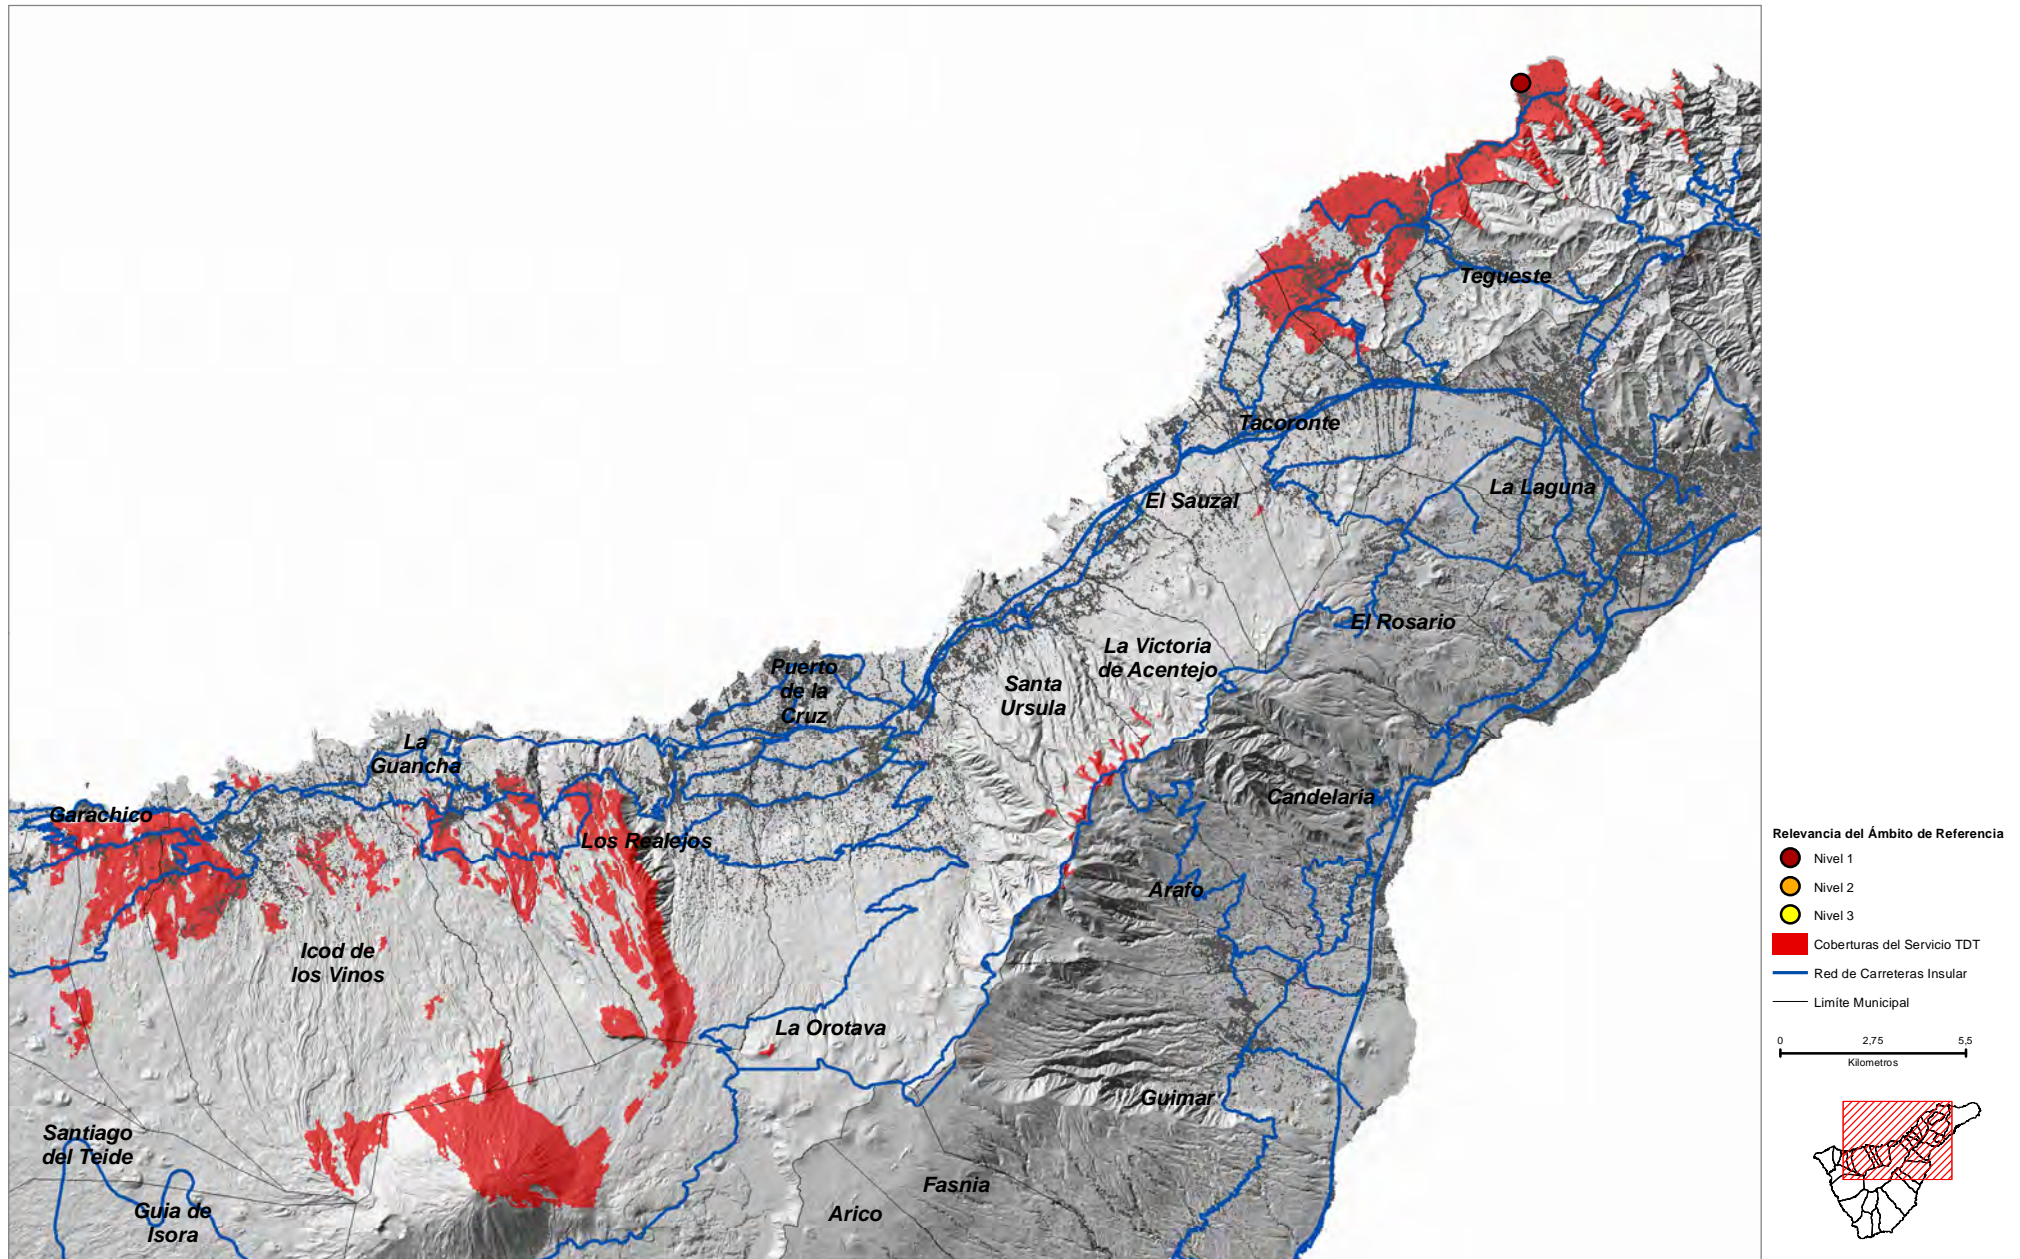 Tegueste
Tacoronte
El Sauzal
La Laguna
El Rosario
La Victoria
de Acentejo
Santa
Ursula
Puerto
de la
Cruz
La
Guancha
Garachico
Los Realejos
Candelaria
Arafo
Icod de
los Vinos
La Orotava
Guimar
Santiago
del Teide
Guia de
Isora
Fasnia
Arico
Relevancia del Ámbito de Referencia
Nivel 1
Nivel 2
Nivel 3
Coberturas del Servicio TDT
Red de Carreteras Insular
Limíte Municipal
0 2,75 5,5
Kilometros